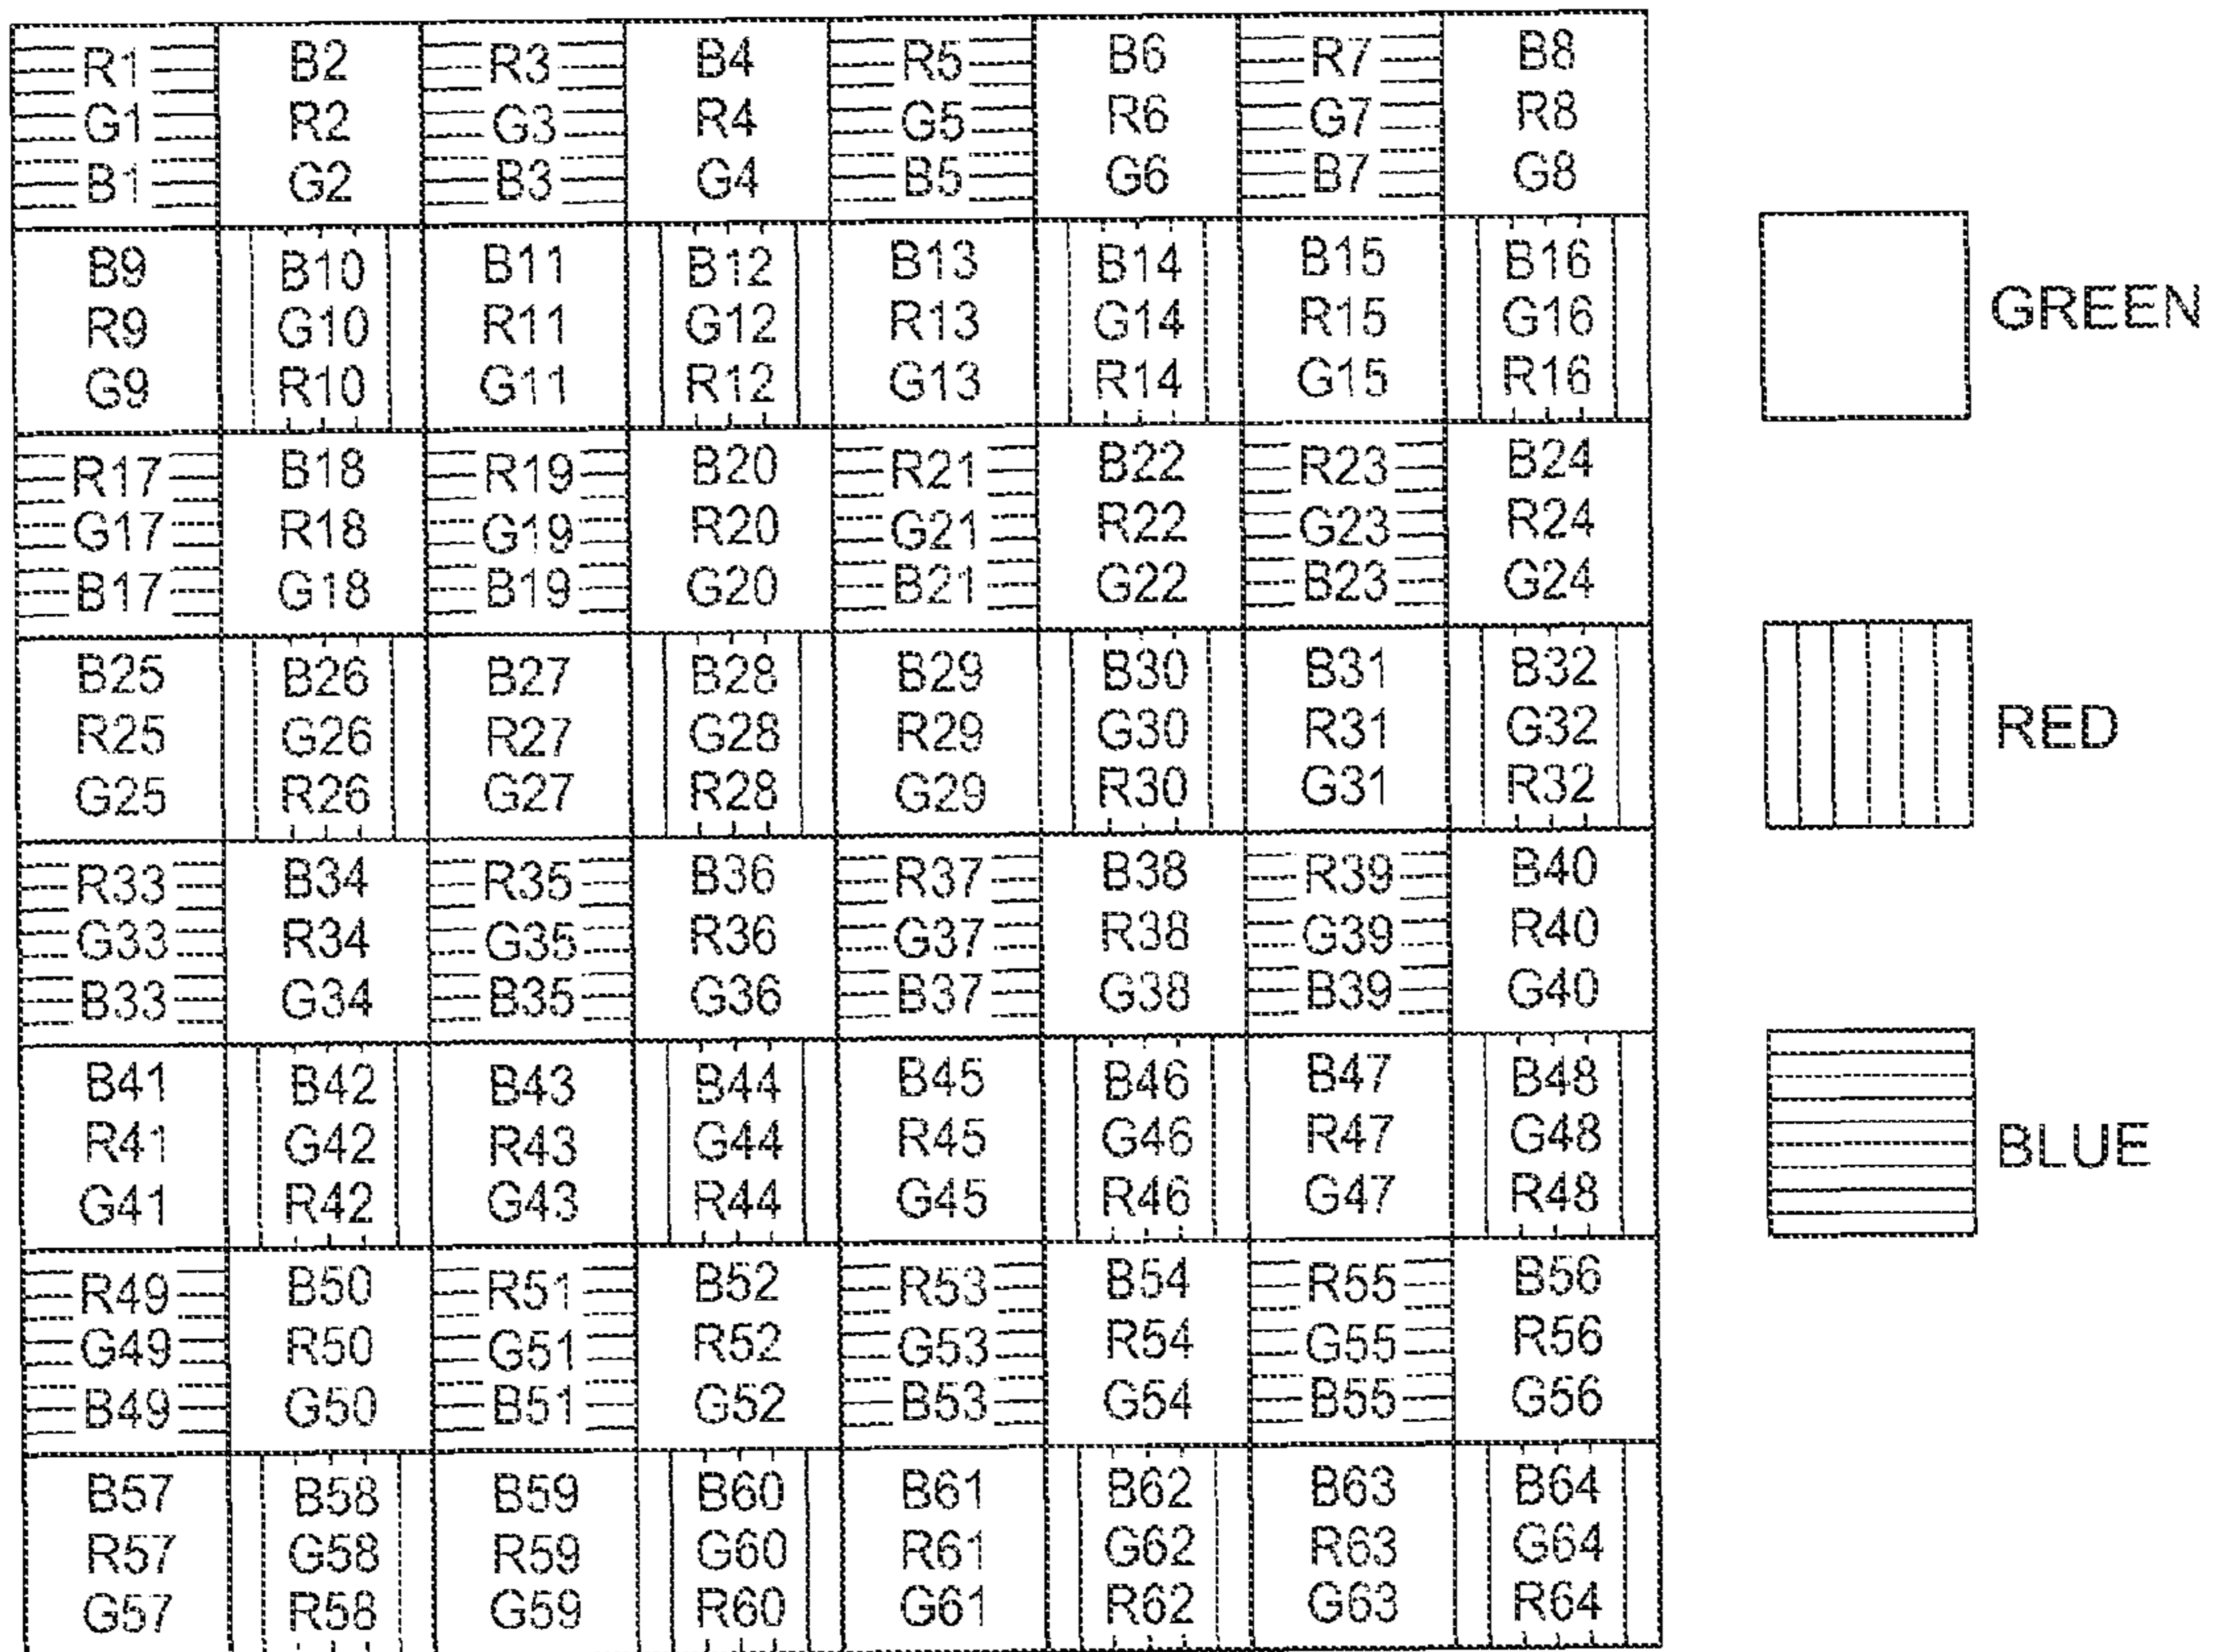 R1 B2 R3 B4 R5 B6 R7 B8
G1 R2 G3 R4 G5 R6 G7 R8
B1 G2 B3 G4 B5 G6 B7 G8
B9 B10 B11 B12 B13 B14 B15 B16
R9 G10 R11 G12 R13 G14 R15 G16
G9 R10 G11 R12 G13 R14 G15 R16
GREEN
R17 B18 R19 B20 R21 B22 R23 B24
G17 R18 G19 R20 G21 R22 G23 R24
B17 G18 B19 G20 B21 G22 B23 G24
B25 B26 B27 B28 B29 B30 B31 B32
R25 G26 R27 G28 R29 G30 R31 G32
G25 R26 G27 R28 G29 R30 G31 R32
RED
R33 B34 R35 B36 R37 B38 R39 B40
G33 R34 G35 R36 G37 R38 G39 R40
B33 G34 B35 G36 B37 G38 B39 G40
B41 B42 B43 B44 B45 B46 B47 B48
R41 G42 R43 G44 R45 G46 R47 G48
G41 R42 G43 R44 G45 R46 G47 R48
BLUE
R49 B50 R51 B52 R53 B54 R55 B56
G49 R50 G51 R52 G53 R54 G55 R56
B49 G50 B51 G52 B53 G54 B55 G56
B57 B58 B59 B60 B61 B62 B63 B64
R57 G58 R59 G60 R61 G62 R63 G64
G57 R58 G59 R60 G61 R62 G63 R64